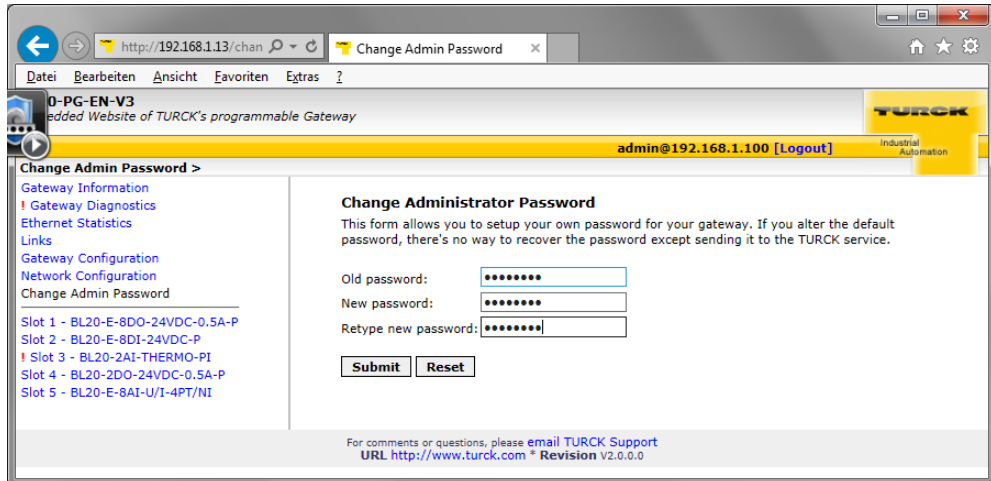 http://192.168.1.13/chan
Change Admin Password
Datei Bearbeiten Ansicht Favoriten Extras ?
0-PG-EN-V3
edded Website of TURCK's programmable Gateway
TURCK
admin@192.168.1.100 [Logout]
Industrial
Automation
Change Admin Password >
Gateway Information
! Gateway Diagnostics
Ethernet Statistics
Links
Gateway Configuration
Network Configuration
Change Admin Password
Slot 1 - BL20-E-8DO-24VDC-0.5A-P
Slot 2 - BL20-E-8DI-24VDC-P
! Slot 3 - BL20-2AI-THERMO-PI
Slot 4 - BL20-2DO-24VDC-0.5A-P
Slot 5 - BL20-E-8AI-U/I-4PT/NI
Change Administrator Password
This form allows you to setup your own password for your gateway. If you alter the default
password, there's no way to recover the password except sending it to the TURCK service.
Old password: ••••••••
New password: ••••••••
Retype new password: ••••••••
Submit Reset
For comments or questions, please email TURCK Support
URL http://www.turck.com * Revision V2.0.0.0